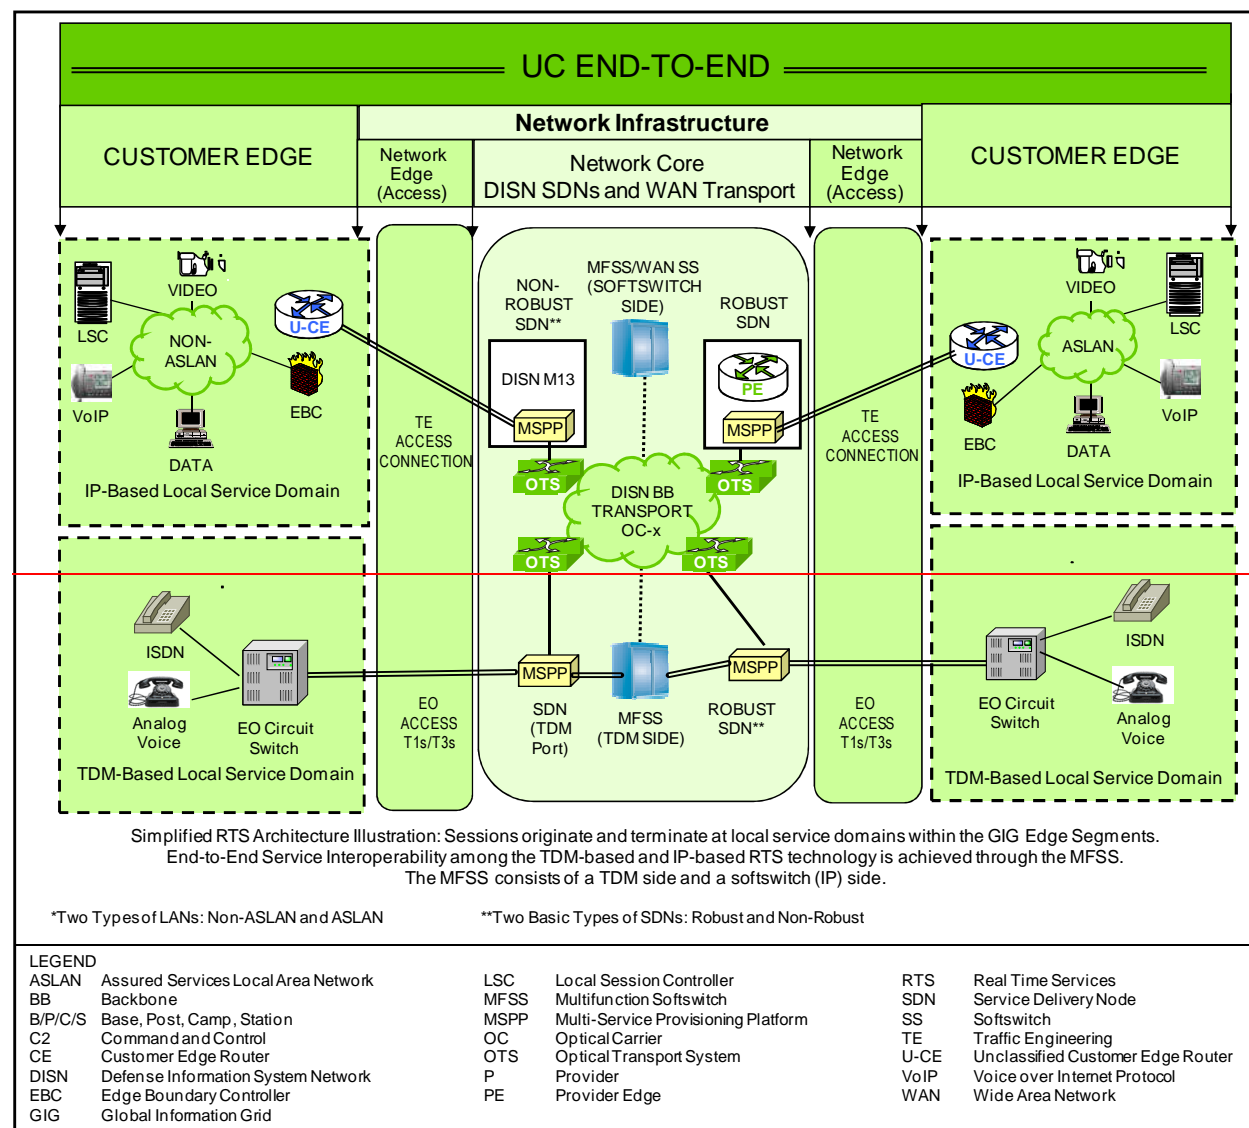 UC END-TO-END
Network Infrastructure
CUSTOMER EDGE
Network
Edge
(Access)
Network Core
DISN SDNs and WAN Transport
Network
Edge
(Access)
CUSTOMER EDGE
VIDEO
LSC
NON-
ASLAN
U-CE
VoIP
EBC
DATA
IP-Based Local Service Domain
TE
ACCESS
CONNECTION
NON-
ROBUST
SDN**
MFSS/WAN SS
(SOFTSWITCH
SIDE)
ROBUST
SDN
DISN M13
PE
MSPP
MSPP
OTS
OTS
DISN BB
TRANSPORT
OC-x
OTS
OTS
TE
ACCESS
CONNECTION
VIDEO
LSC
U-CE
ASLAN
EBC
VoIP
DATA
IP-Based Local Service Domain
ISDN
Analog
Voice
EO Circuit
Switch
TDM-Based Local Service Domain
EO
ACCESS
T1s/T3s
MSPP
MSPP
SDN
(TDM
Port)
MFSS
(TDM SIDE)
ROBUST
SDN**
EO
ACCESS
T1s/T3s
ISDN
EO Circuit
Switch
Analog
Voice
TDM-Based Local Service Domain
Simplified RTS Architecture Illustration: Sessions originate and terminate at local service domains within the GIG Edge Segments.
End-to-End Service Interoperability among the TDM-based and IP-based RTS technology is achieved through the MFSS.
The MFSS consists of a TDM side and a softswitch (IP) side.
*Two Types of LANs: Non-ASLAN and ASLAN
**Two Basic Types of SDNs: Robust and Non-Robust
LEGEND
ASLAN Assured Services Local Area Network
BB Backbone
B/P/C/S Base, Post, Camp, Station
C2 Command and Control
CE Customer Edge Router
DISN Defense Information System Network
EBC Edge Boundary Controller
GIG Global Information Grid
LSC Local Session Controller
MFSS Multifunction Softswitch
MSPP Multi-Service Provisioning Platform
OC Optical Carrier
OTS Optical Transport System
P Provider
PE Provider Edge
RTS Real Time Services
SDN Service Delivery Node
SS Softswitch
TE Traffic Engineering
U-CE Unclassified Customer Edge Router
VoIP Voice over Internet Protocol
WAN Wide Area Network